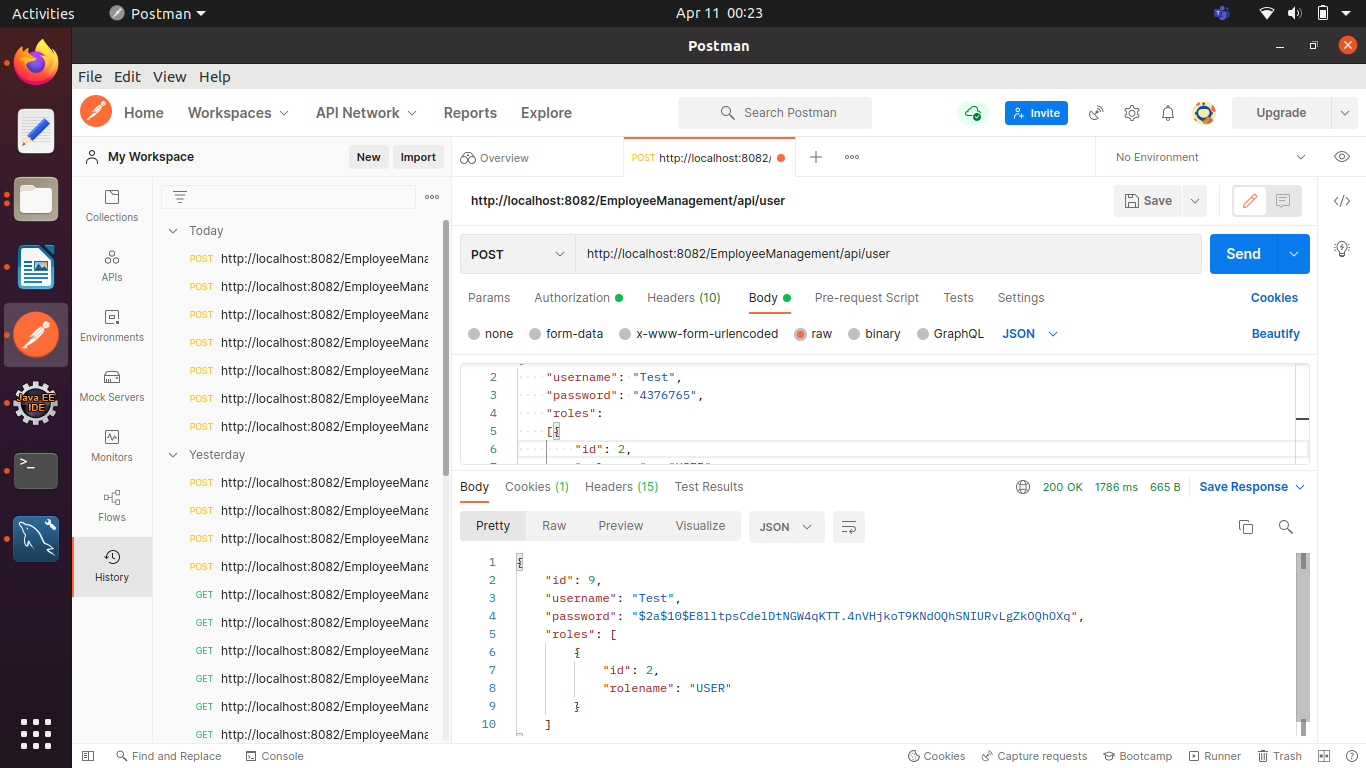 Activities Postman Apr 11 00:23
Postman
File Edit View Help
Home Workspaces API Network Reports Explore Search Postman Invite Upgrade
My Workspace New Import Overview POST http://localhost:8082/ No Environment
Collections
APIs
Environments
Mock Servers
Monitors
Flows
History
Today
POST http://localhost:8082/EmployeeMana
POST http://localhost:8082/EmployeeMana
POST http://localhost:8082/EmployeeMana
POST http://localhost:8082/EmployeeMana
POST http://localhost:8082/EmployeeMana
POST http://localhost:8082/EmployeeMana
POST http://localhost:8082/EmployeeMana
Yesterday
POST http://localhost:8082/EmployeeMana
POST http://localhost:8082/EmployeeMana
POST http://localhost:8082/EmployeeMana
POST http://localhost:8082/EmployeeMana
GET http://localhost:8082/EmployeeMana
GET http://localhost:8082/EmployeeMana
GET http://localhost:8082/EmployeeMana
GET http://localhost:8082/EmployeeMana
GET http://localhost:8082/EmployeeMana
GET http://localhost:8082/EmployeeMana
http://localhost:8082/EmployeeManagement/api/user Save
POST http://localhost:8082/EmployeeManagement/api/user Send
Params Authorization Headers (10) Body Pre-request Script Tests Settings Cookies
none form-data x-www-form-urlencoded raw binary GraphQL JSON Beautify
2 "username": "Test",
3 "password": "4376765",
4 "roles":
5 [{
6 "id": 2,
Body Cookies (1) Headers (15) Test Results 200 OK 1786 ms 665 B Save Response
Pretty Raw Preview Visualize JSON
1 {
2 "id": 9,
3 "username": "Test",
4 "password": "$2a$10$E8lltpsCdelDtNGW4qKTT.4nVHjkoT9KNdOQhSNIURvLgZkOQhOXq",
5 "roles": [
6 {
7 "id": 2,
8 "rolename": "USER"
9 }
10 ]
Java EE
IDE
Find and Replace Console Cookies Capture requests Bootcamp Runner Trash